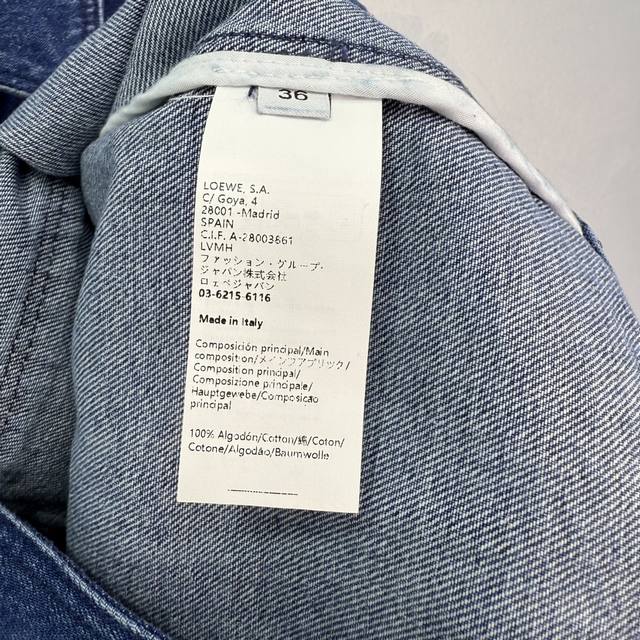 36
LOEWE, S.A.
C/ Goya, 4
28001 -Madrid
SPAIN
C.I.F. A-28003861
LVMH
ファッション・グループ・
ジャパン株式会社
ロエベジャパン
03-6215-6116
Made in Italy
Composición principal/Main
composition/メインファブリック/
Composition principal/
Composizione principale/
Hauptgewebe/Composicão
principal
100% Algodón/Cotton/綿/Coton/
Cotone/Algodão/Baumwolle